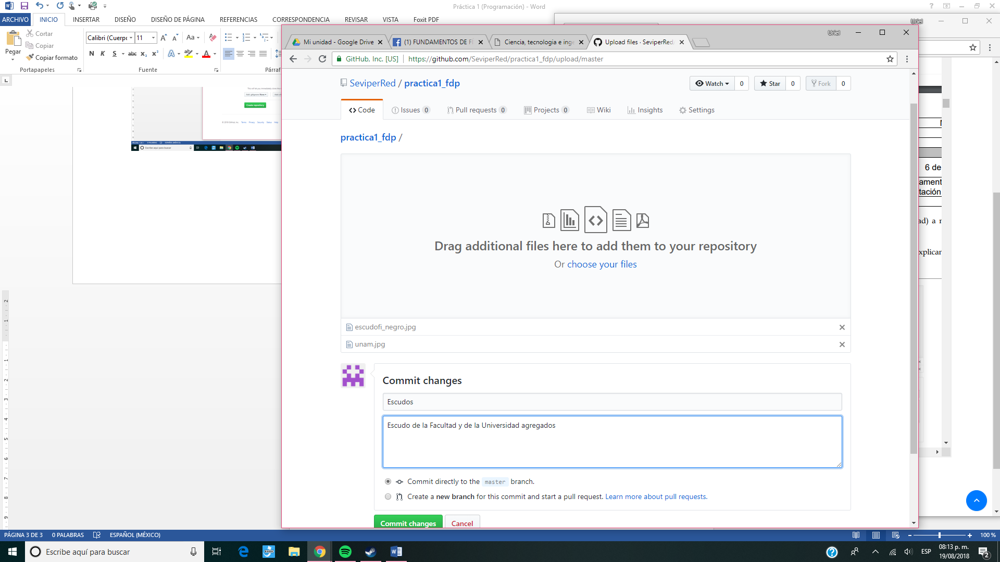 Práctica 1 (Programación) - Word
ARCHIVO INICIO INSERTAR DISEÑO DISEÑO DE PÁGINA REFERENCIAS CORRESPONDENCIA REVISAR VISTA Foxit PDF
Pegar
Cortar
Copiar
Copiar formato
Portapapeles
Calibri (Cuerpo 11
N K S abc x₂ x²
Fuente
Párraf
Create repository
Uriel
Uriel
Mi unidad - Google Drive
(1) FUNDAMENTOS DE F
Ciencia, tecnologia e inge
Upload files · SeviperRed
GitHub, Inc. [US] https://github.com/SeviperRed/practica1_fdp/upload/master
SeviperRed / practica1_fdp
Watch 0 Star 0 Fork 0
Code Issues 0 Pull requests 0 Projects 0 Wiki Insights Settings
practica1_fdp /
Drag additional files here to add them to your repository
Or choose your files
escudofi_negro.jpg
unam.jpg
Commit changes
Escudos
Escudo de la Facultad y de la Universidad agregados
Commit directly to the master branch.
Create a new branch for this commit and start a pull request. Learn more about pull requests.
Commit changes Cancel
6 de
ament
tación
ad) a r
xplicar
PÁGINA 3 DE 3 0 PALABRAS ESPAÑOL (MÉXICO)
100 %
Escribe aquí para buscar
ESP
08:13 p. m.
19/08/2018
2